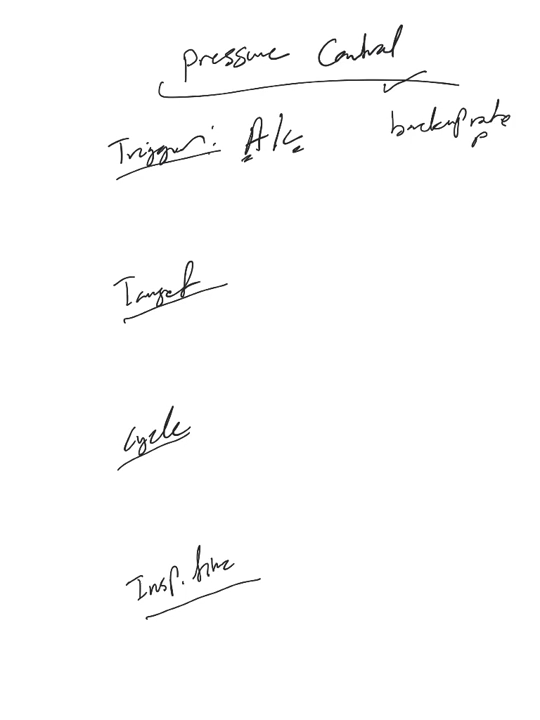 Pressure Control
Trigger: A/C
backup rate
Target
Cycle
Insp. time